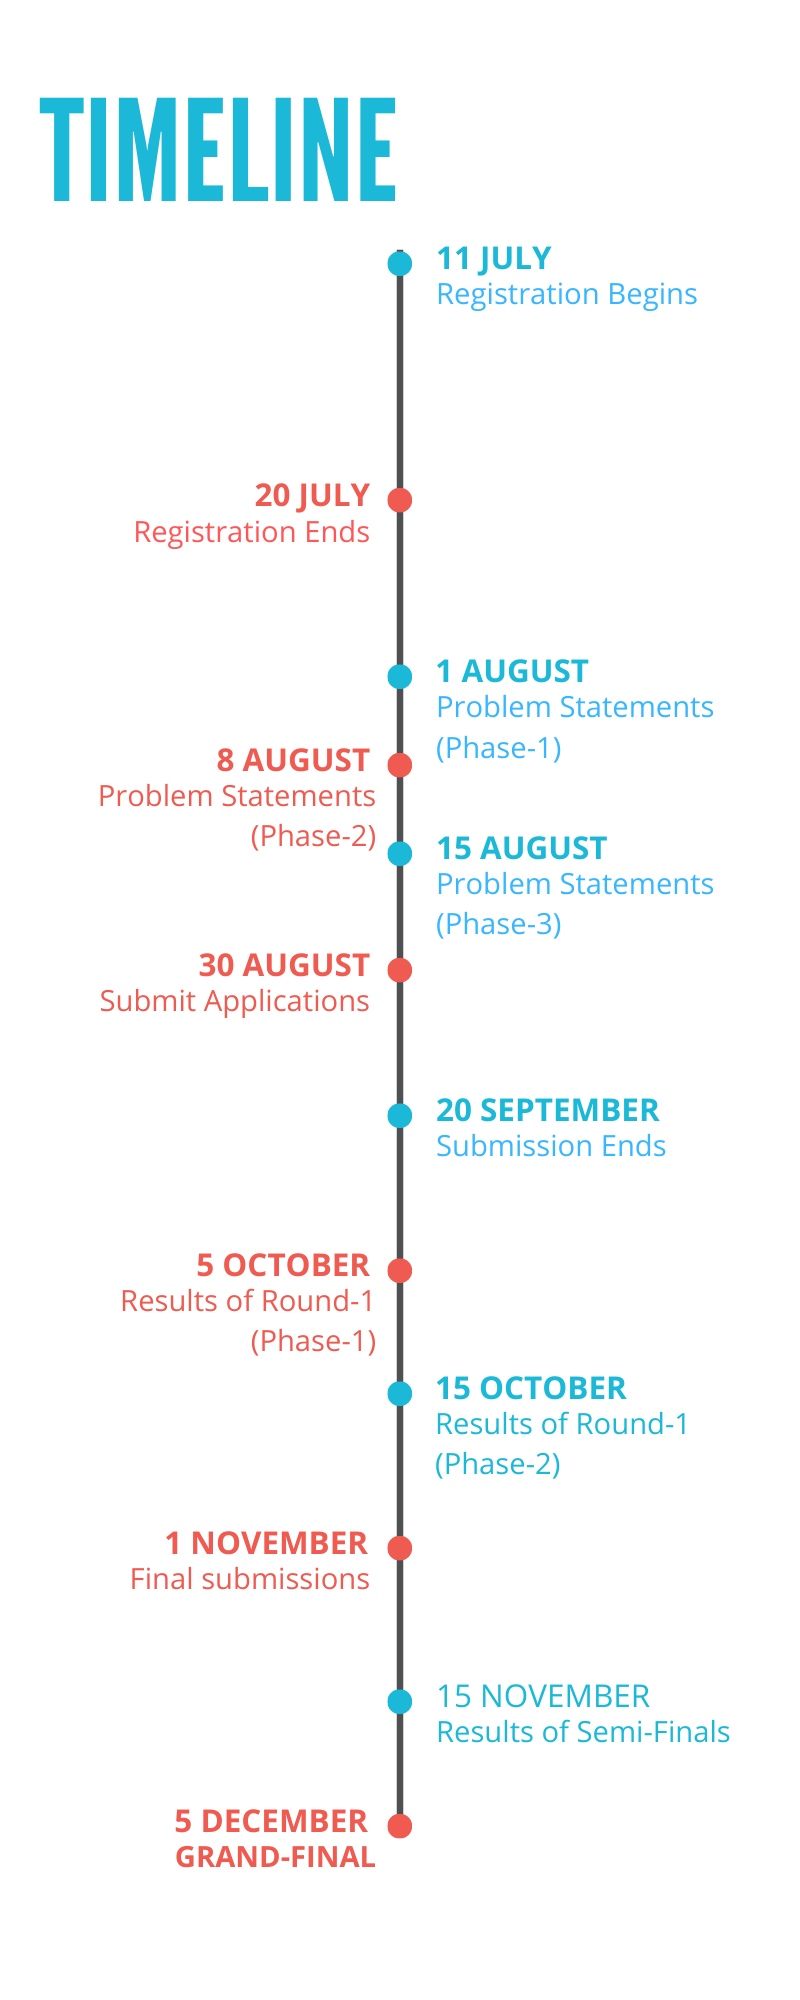 TIMELINE
11 JULY
Registration Begins
20 JULY
Registration Ends
1 AUGUST
Problem Statements
(Phase-1)
8 AUGUST
Problem Statements
(Phase-2)
15 AUGUST
Problem Statements
(Phase-3)
30 AUGUST
Submit Applications
20 SEPTEMBER
Submission Ends
5 OCTOBER
Results of Round-1
(Phase-1)
15 OCTOBER
Results of Round-1
(Phase-2)
1 NOVEMBER
Final submissions
15 NOVEMBER
Results of Semi-Finals
5 DECEMBER
GRAND-FINAL